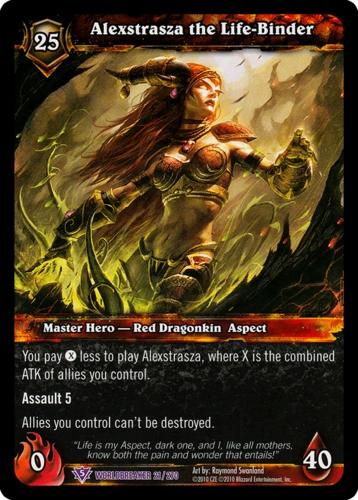 25
Alexstrasza the Life-Binder
Master Hero — Red Dragonkin Aspect
You pay X less to play Alexstrasza, where X is the combined
ATK of allies you control.
Assault 5
Allies you control can't be destroyed.
"Life is my Aspect, dark one, and I, like all mothers,
know both the pain and wonder that entails!"
0
5 WORLDBREAKER 21/270
Art by: Raymond Swanland
©2010 CZE ©2010 Blizzard Entertainment, Inc.
40